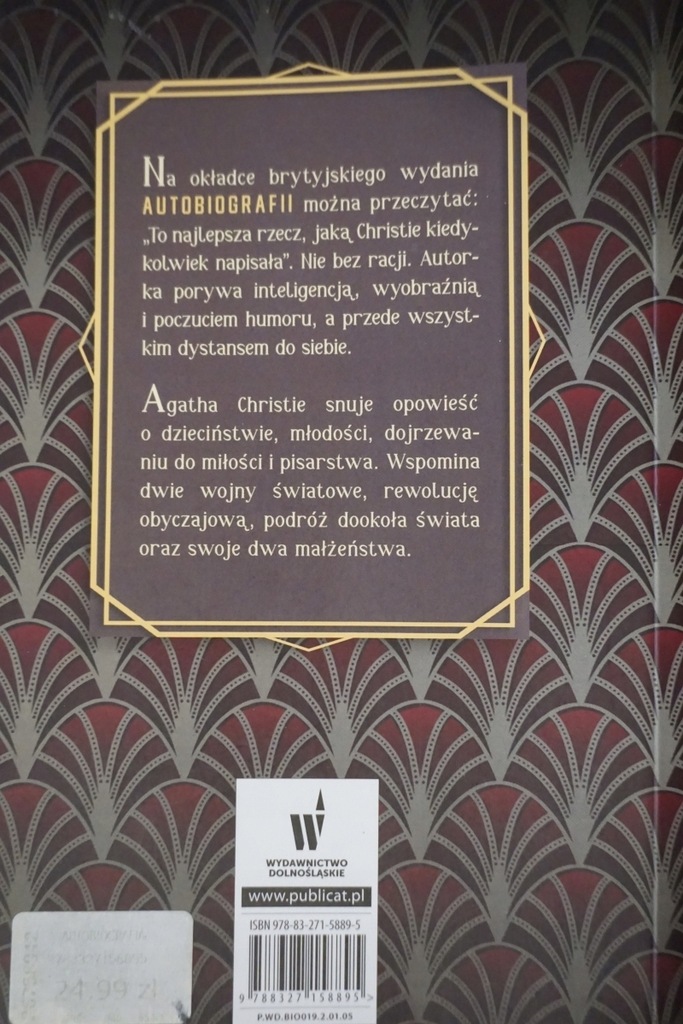 Na okładce brytyjskiego wydania
AUTOBIOGRAFII można przeczytać:
„To najlepsza rzecz, jaką Christie kiedy-
kolwiek napisała”. Nie bez racji. Autor-
ka porywa inteligencją, wyobraźnią
i poczuciem humoru, a przede wszyst-
kim dystansem do siebie.
Agatha Christie snuje opowieść
o dzieciństwie, młodości, dojrzewa-
niu do miłości i pisarstwa. Wspomina
dwie wojny światowe, rewolucję
obyczajową, podróż dookoła świata
oraz swoje dwa małżeństwa.
WYDAWNICTWO
DOLNOŚLĄSKIE
www.publicat.pl
ISBN 978-83-271-5889-5
9 788327 158895 >
P.WD.BIO019.2.01.05
24,99 zł